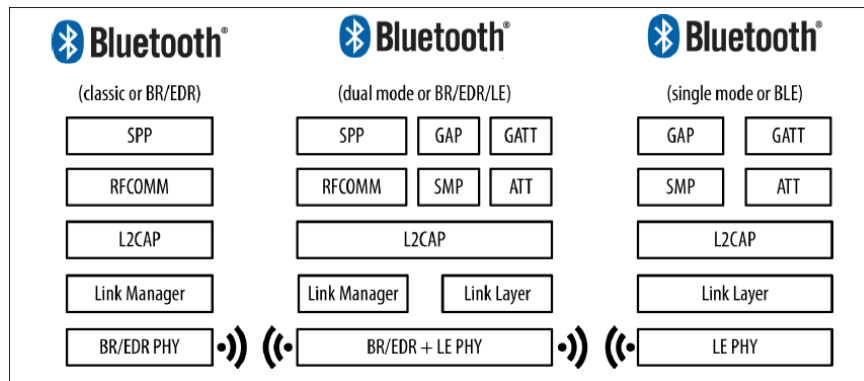 Bluetooth®
Bluetooth®
Bluetooth®
(classic or BR/EDR)
(dual mode or BR/EDR/LE)
(single mode or BLE)
SPP
SPP GAP GATT
GAP GATT
RFCOMM
RFCOMM SMP ATT
SMP ATT
L2CAP
L2CAP
L2CAP
Link Manager
Link Manager Link Layer
Link Layer
BR/EDR PHY
BR/EDR + LE PHY
LE PHY